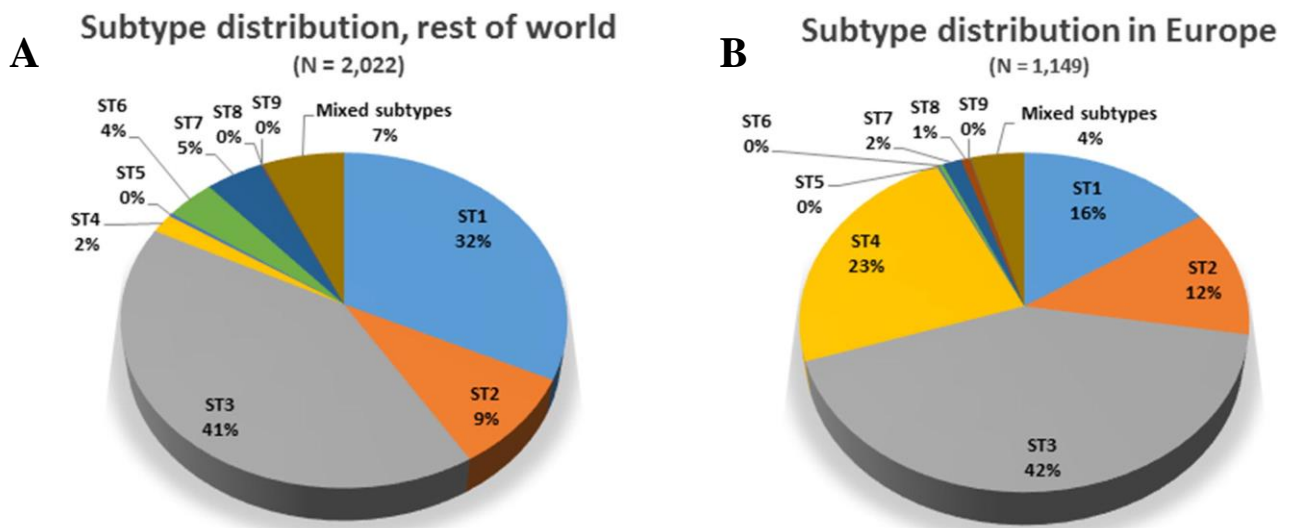 A
Subtype distribution, rest of world
(N = 2,022)
ST6
4%
ST7
5%
ST8
0%
ST9
0%
Mixed subtypes
7%
ST5
0%
ST4
2%
ST1
32%
ST2
9%
ST3
41%
B
Subtype distribution in Europe
(N = 1,149)
ST6
0%
ST7
2%
ST8
1%
ST9
0%
Mixed subtypes
4%
ST5
0%
ST1
16%
ST4
23%
ST2
12%
ST3
42%